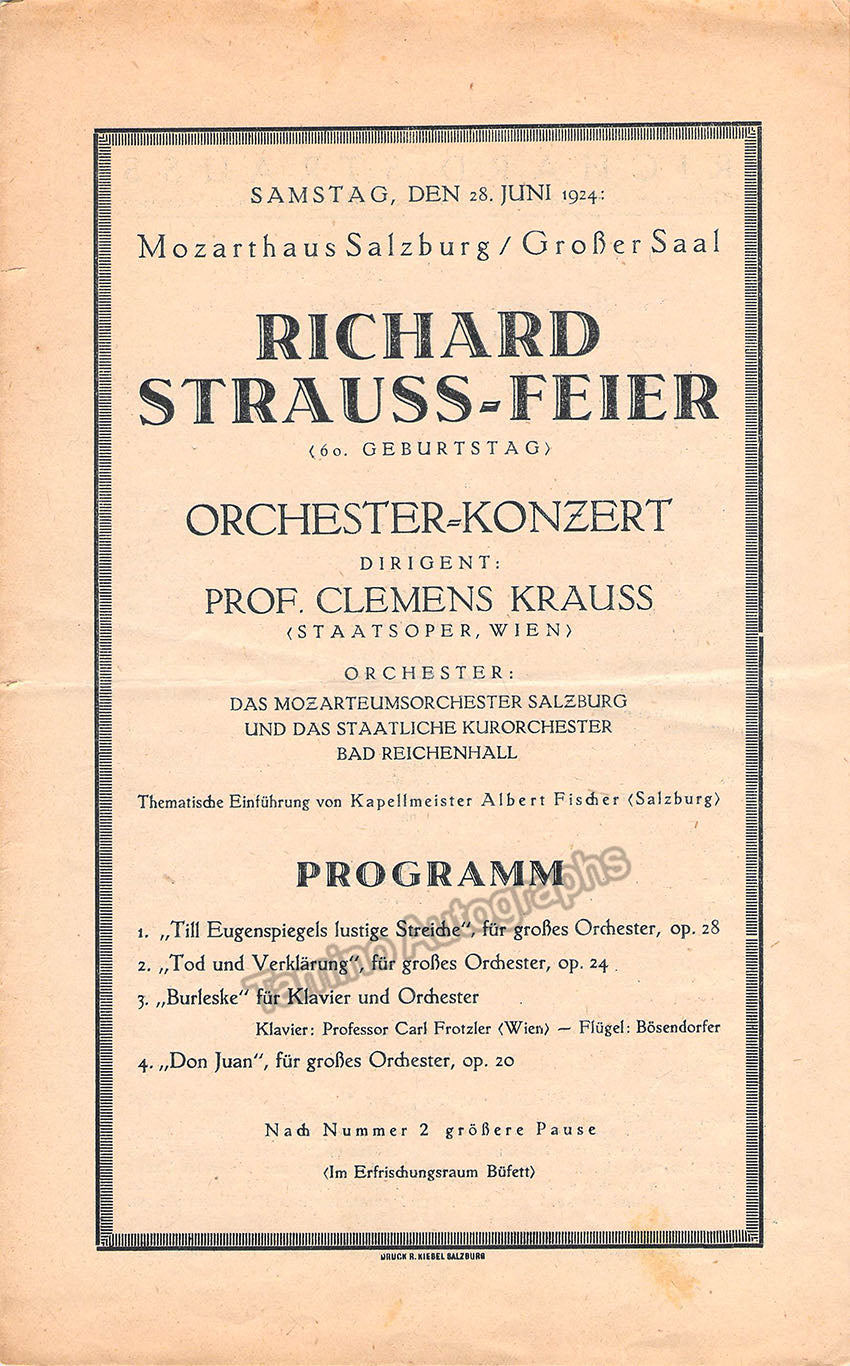 SAMSTAG, DEN 28. JUNI 1924:
Mozarthaus Salzburg / Großer Saal
RICHARD
STRAUSS-FEIER
(60. GEBURTSTAG)
ORCHESTER-KONZERT
DIRIGENT:
PROF. CLEMENS KRAUSS
(STAATSOPER, WIEN)
ORCHESTER:
DAS MOZARTEUMSORCHESTER SALZBURG
UND DAS STAATLICHE KURORCHESTER
BAD REICHENHALL
Thematische Einführung von Kapellmeister Albert Fischer (Salzburg)
PROGRAMM
1. „Till Eugenspiegels lustige Streiche“, für großes Orchester, op. 28
2. „Tod und Verklärung“, für großes Orchester, op. 24
3. „Burleske“ für Klavier und Orchester
Klavier: Professor Carl Frotzler (Wien) — Flügel: Bösendorfer
4. „Don Juan“, für großes Orchester, op. 20
Nach Nummer 2 größere Pause
(Im Erfrischungsraum Büfett)
DRUCK R. KIEBEL SALZBURG
Tamino Autographs